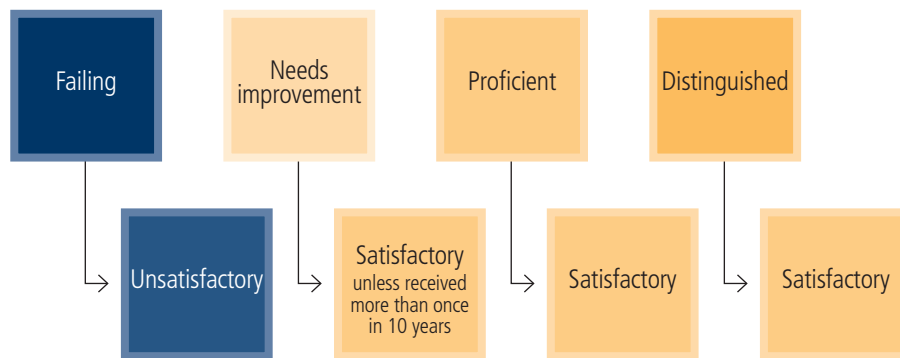 Failing
Needs
improvement
Proficient
Distinguished
Unsatisfactory
Satisfactory
unless received
more than once
in 10 years
Satisfactory
Satisfactory